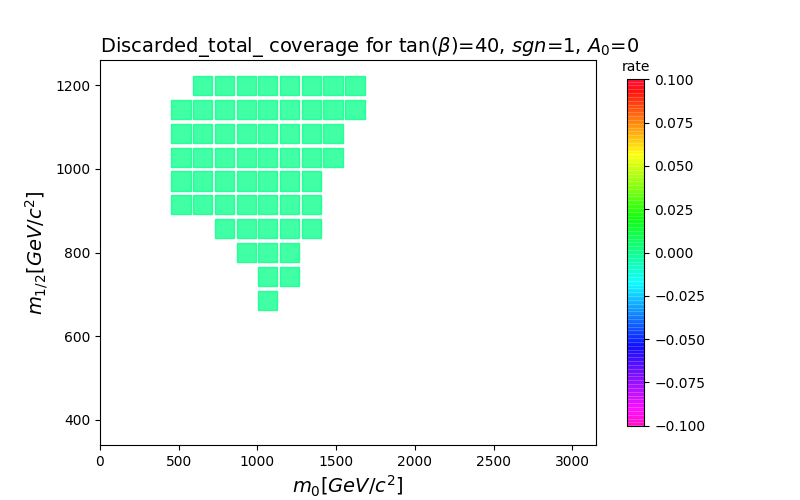 Discarded_total_ coverage for tan(β)=40, sgn=1, A₀=0
rate
1200
1000
800
600
400
m₁/₂[GeV/c²]
0 500 1000 1500 2000 2500 3000
m₀[GeV/c²]
0.100
0.075
0.050
0.025
0.000
−0.025
−0.050
−0.075
−0.100